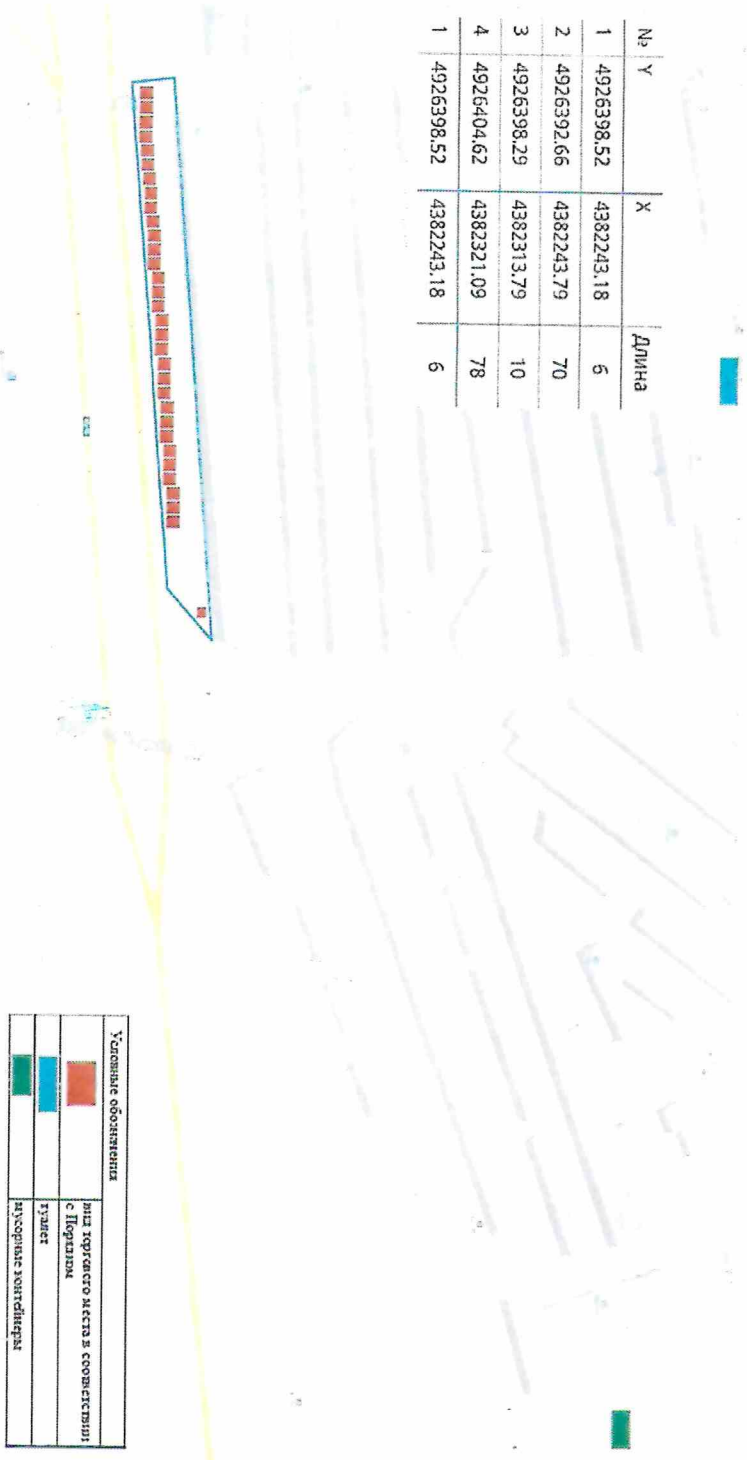 № Y X Длина
1 4926398.52 4382243.18 6
2 4926392.66 4382243.79 70
3 4926398.29 4382313.79 10
4 4926404.62 4382321.09 78
1 4926398.52 4382243.18 6
Условные обозначения
вид торгового места в соответствии
с Порядком
туалет
мусорные контейнеры